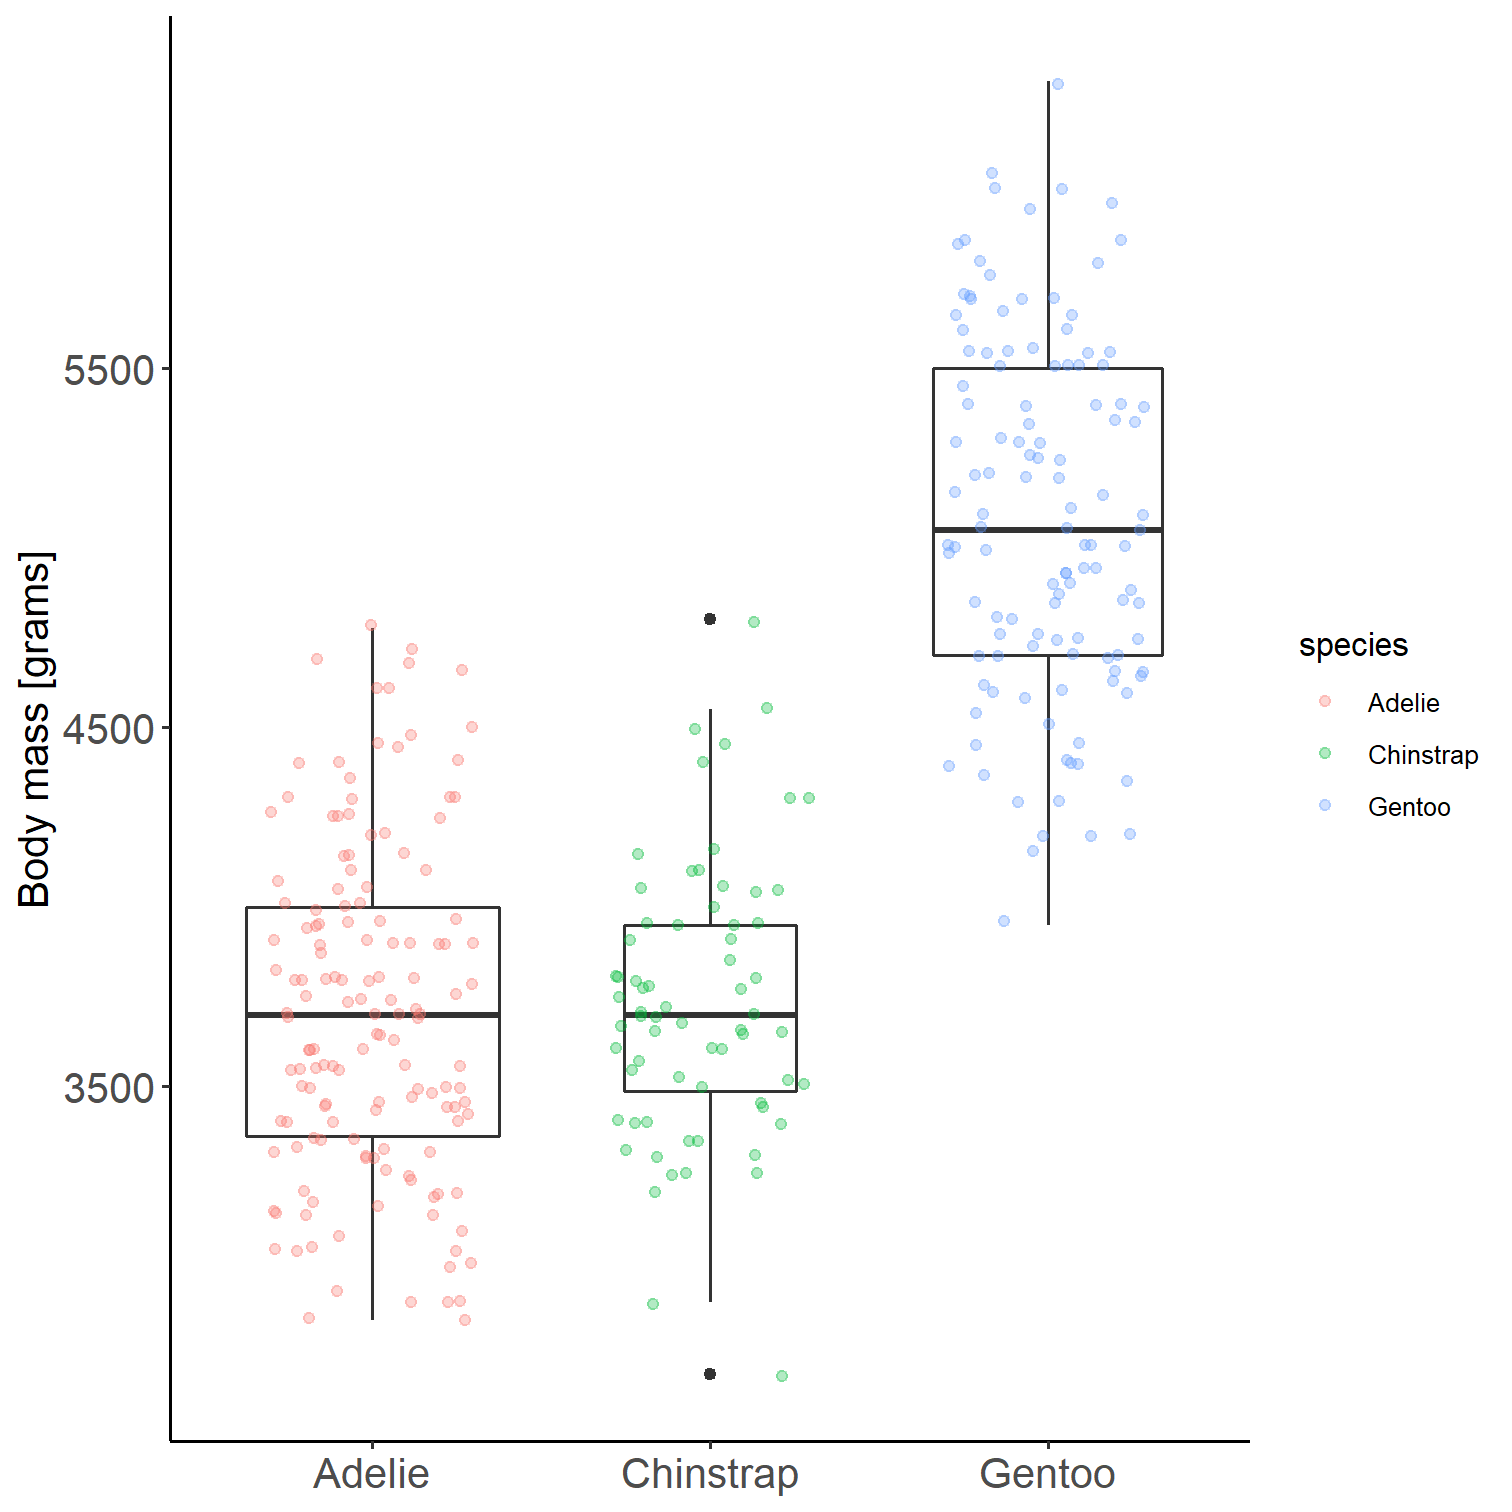 Body mass [grams]
5500
4500
3500
Adelie
Chinstrap
Gentoo
species
Adelie
Chinstrap
Gentoo